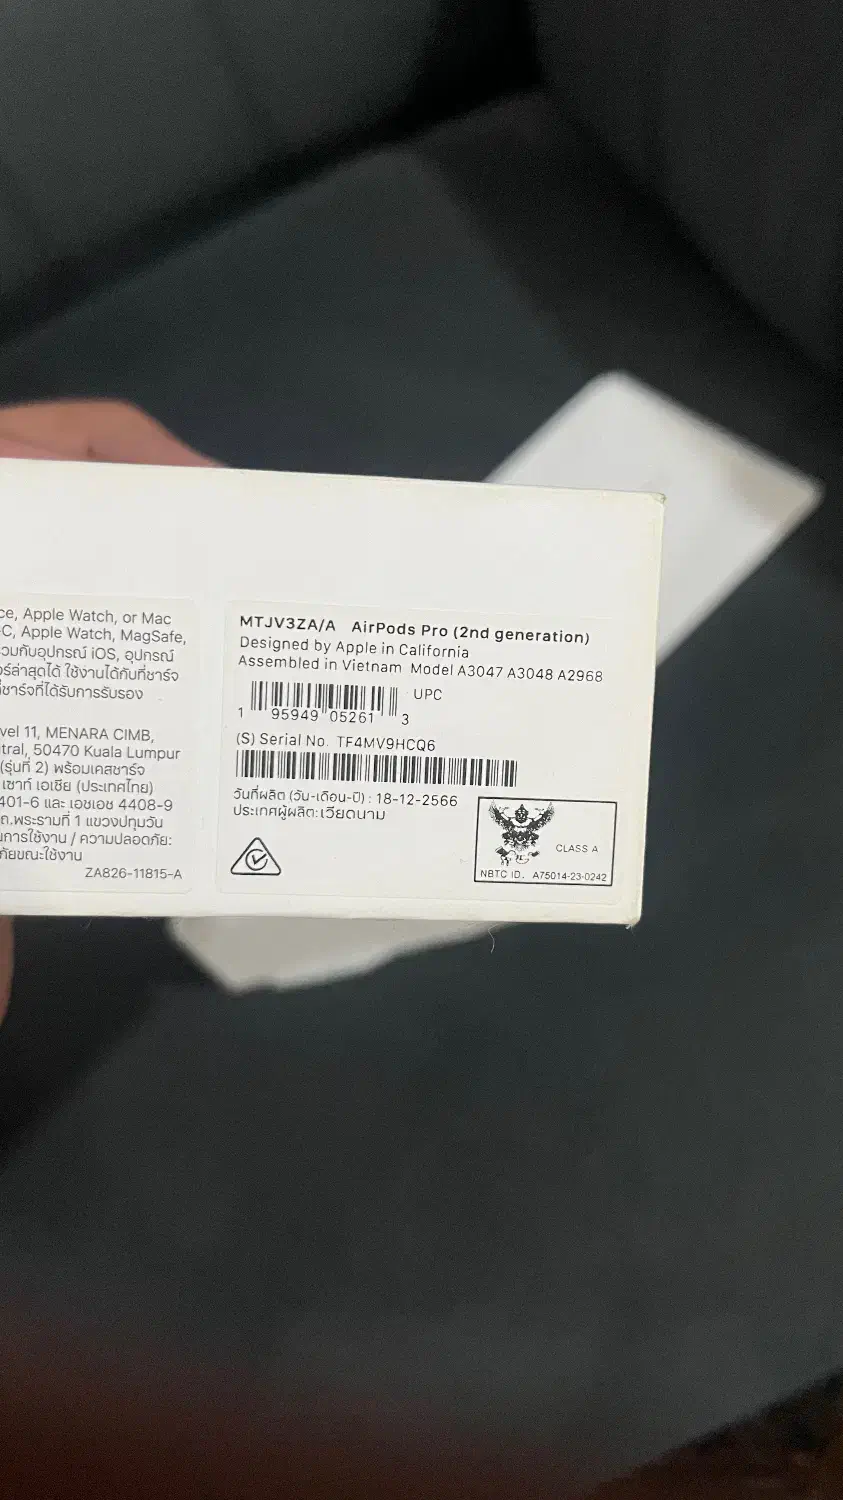 ce, Apple Watch, or Mac
-C, Apple Watch, MagSafe,
วมกับอุปกรณ์ iOS, อุปกรณ์
อร์ล่าสุดได้ ใช้งานได้กับที่ชาร์จ
ที่ชาร์จที่ได้รับการรับรอง
vel 11, MENARA CIMB,
ntral, 50470 Kuala Lumpur
(รุ่นที่ 2) พร้อมเคสชาร์จ
เซาท์ เอเชีย (ประเทศไทย)
401-6 และ เอชเอช 4408-9
ถ.พระรามที่ 1 แขวงปทุมวัน
นการใช้งาน / ความปลอดภัย:
ภัยขณะใช้งาน
ZA826-11815-A
MTJV3ZA/A AirPods Pro (2nd generation)
Designed by Apple in California
Assembled in Vietnam Model A3047 A3048 A2968
UPC
1 95949 05261 3
(S) Serial No. TF4MV9HCQ6
วันที่ผลิต (วัน-เดือน-ปี) : 18-12-2566
ประเทศผู้ผลิต:เวียดนาม
CLASS A
NBTC ID. A75014-23-0242